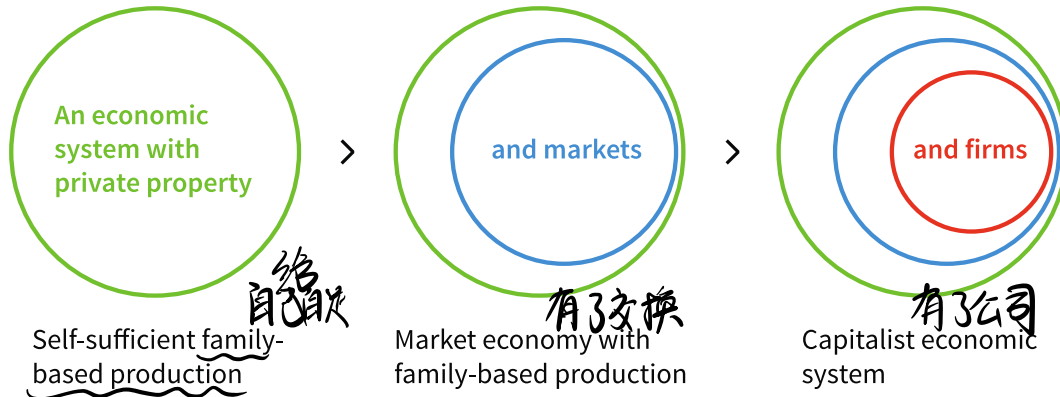 An economic
system with
private property
>
and markets
>
and firms
自己自足
给
有了交换
有了公司
Self-sufficient family-
based production
Market economy with
family-based production
Capitalist economic
system